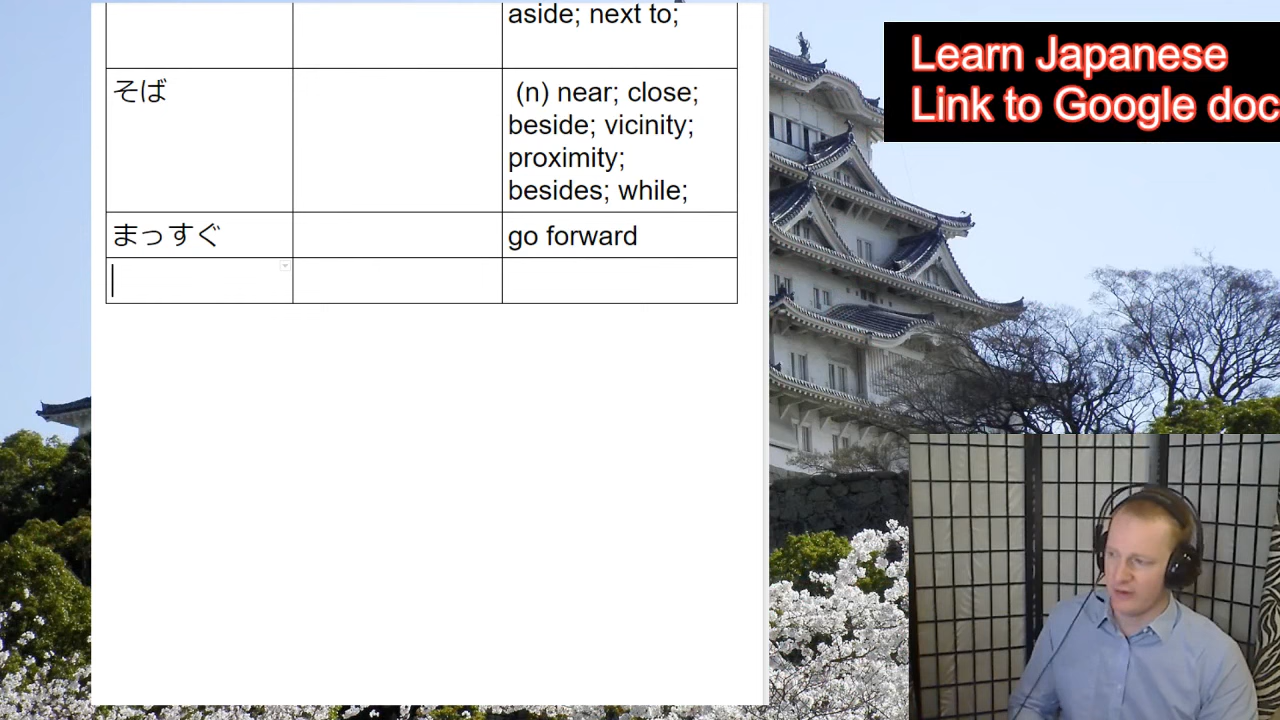 aside; next to;
そば
(n) near; close;
beside; vicinity;
proximity;
besides; while;
まっすぐ
go forward
Learn Japanese
Link to Google doc